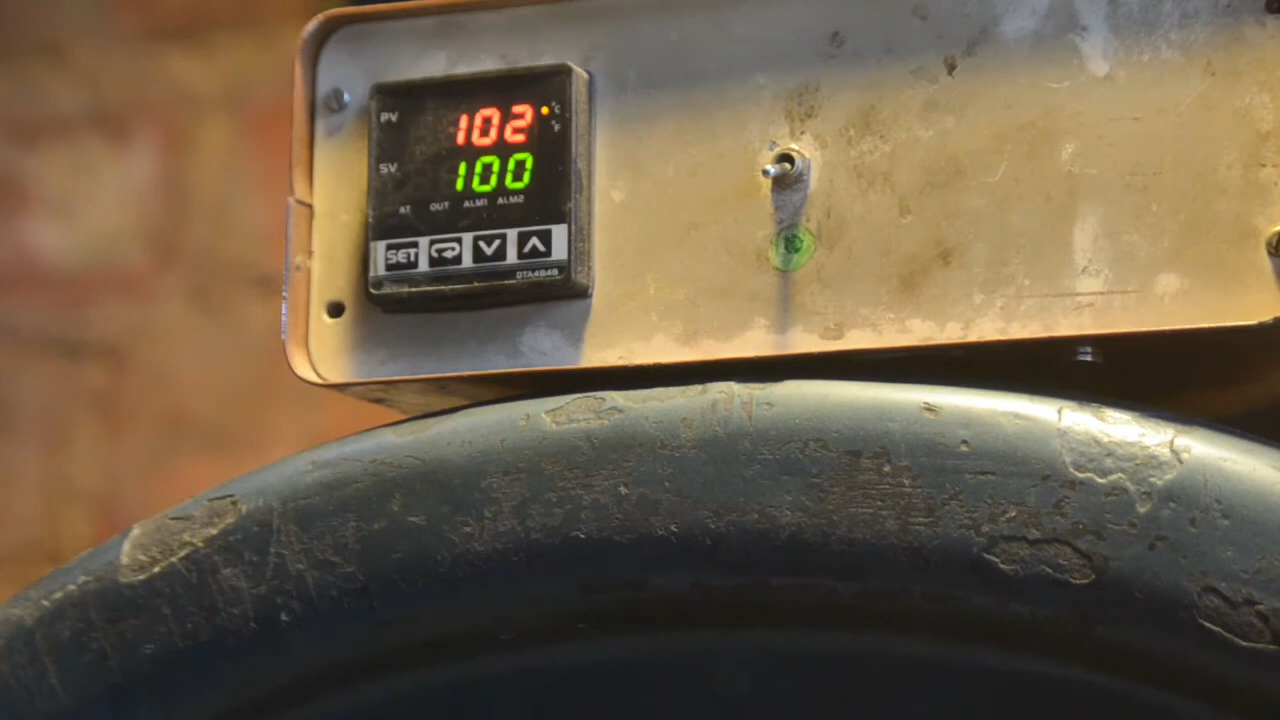 PV 102 °C
°F
SV 100
AT OUT ALM1 ALM2
SET
DTA4848